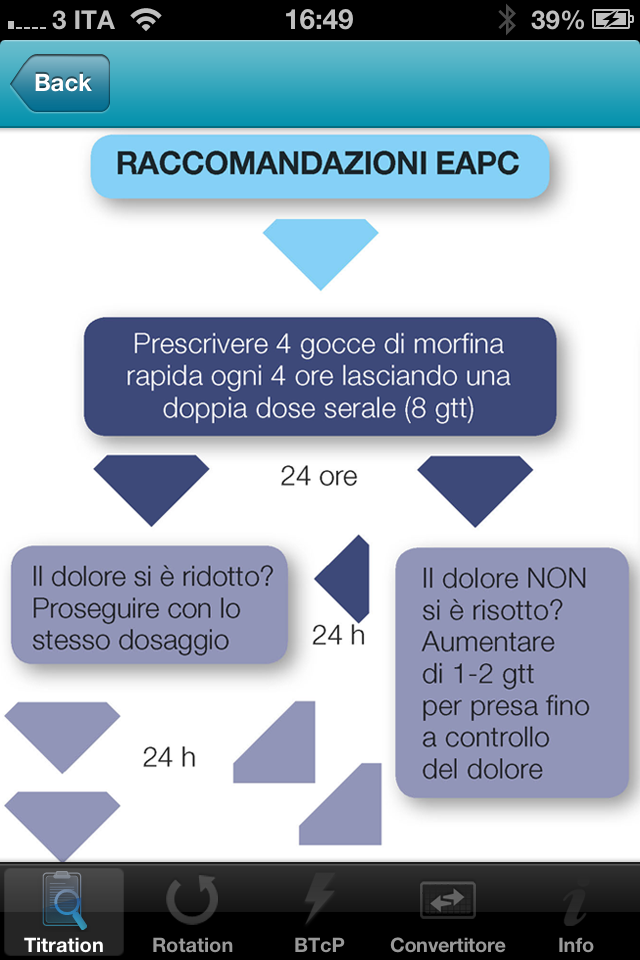 3 ITA 16:49 39%
Back
RACCOMANDAZIONI EAPC
Prescrivere 4 gocce di morfina
rapida ogni 4 ore lasciando una
doppia dose serale (8 gtt)
24 ore
Il dolore si è ridotto?
Proseguire con lo
stesso dosaggio
24 h
Il dolore NON
si è risotto?
Aumentare
di 1-2 gtt
per presa fino
a controllo
del dolore
24 h
Titration Rotation BTcP Convertitore Info